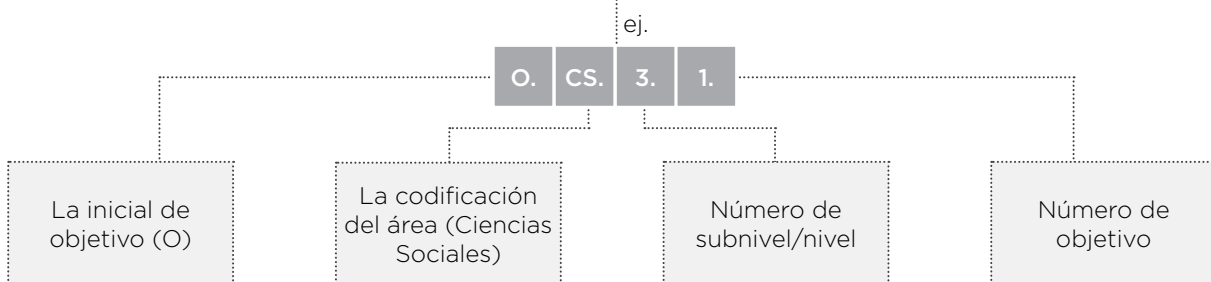 ej.
O. CS. 3. 1.
La inicial de
objetivo (O)
La codificación
del área (Ciencias
Sociales)
Número de
subnivel/nivel
Número de
objetivo